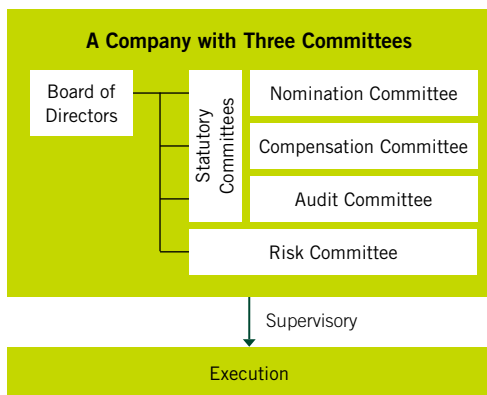 A Company with Three Committees
Board of
Directors
Statutory
Committees
Nomination Committee
Compensation Committee
Audit Committee
Risk Committee
Supervisory
Execution